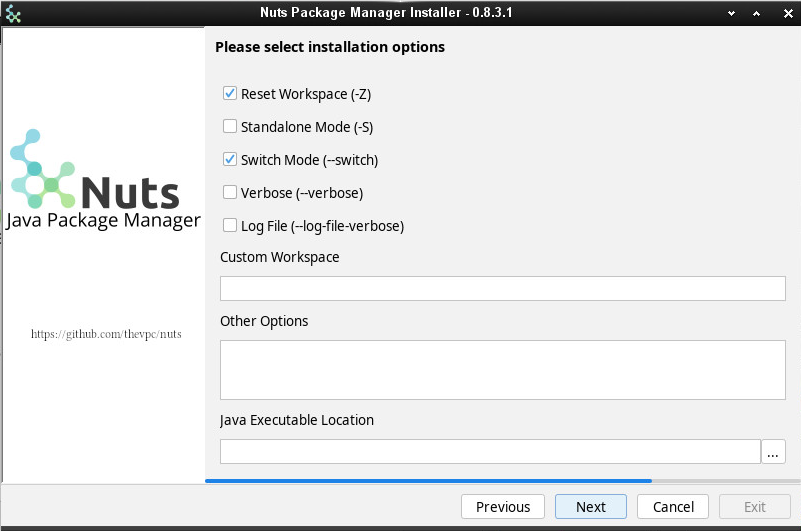 Nuts Package Manager Installer - 0.8.3.1
Please select installation options
Reset Workspace (-Z)
Standalone Mode (-S)
Switch Mode (--switch)
Verbose (--verbose)
Log File (--log-file-verbose)
Custom Workspace
Other Options
Java Executable Location
...
Nuts
Java Package Manager
https://github.com/thevpc/nuts
Previous
Next
Cancel
Exit